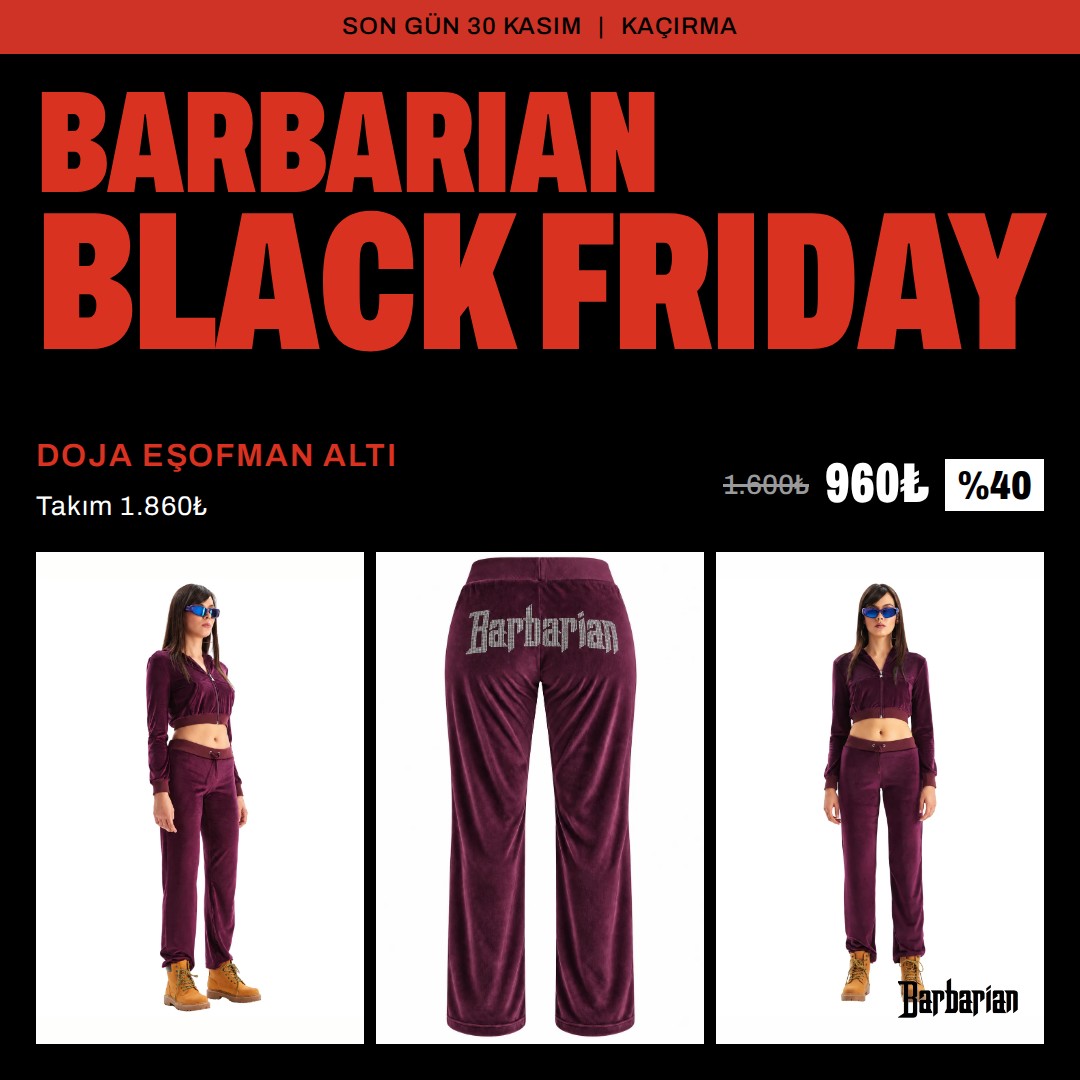 SON GÜN 30 KASIM | KAÇIRMA
BARBARIAN
BLACK FRIDAY
DOJA EŞOFMAN ALTI
Takım 1.860₺
1.600₺ 960₺ %40
Barbarian
Barbarian